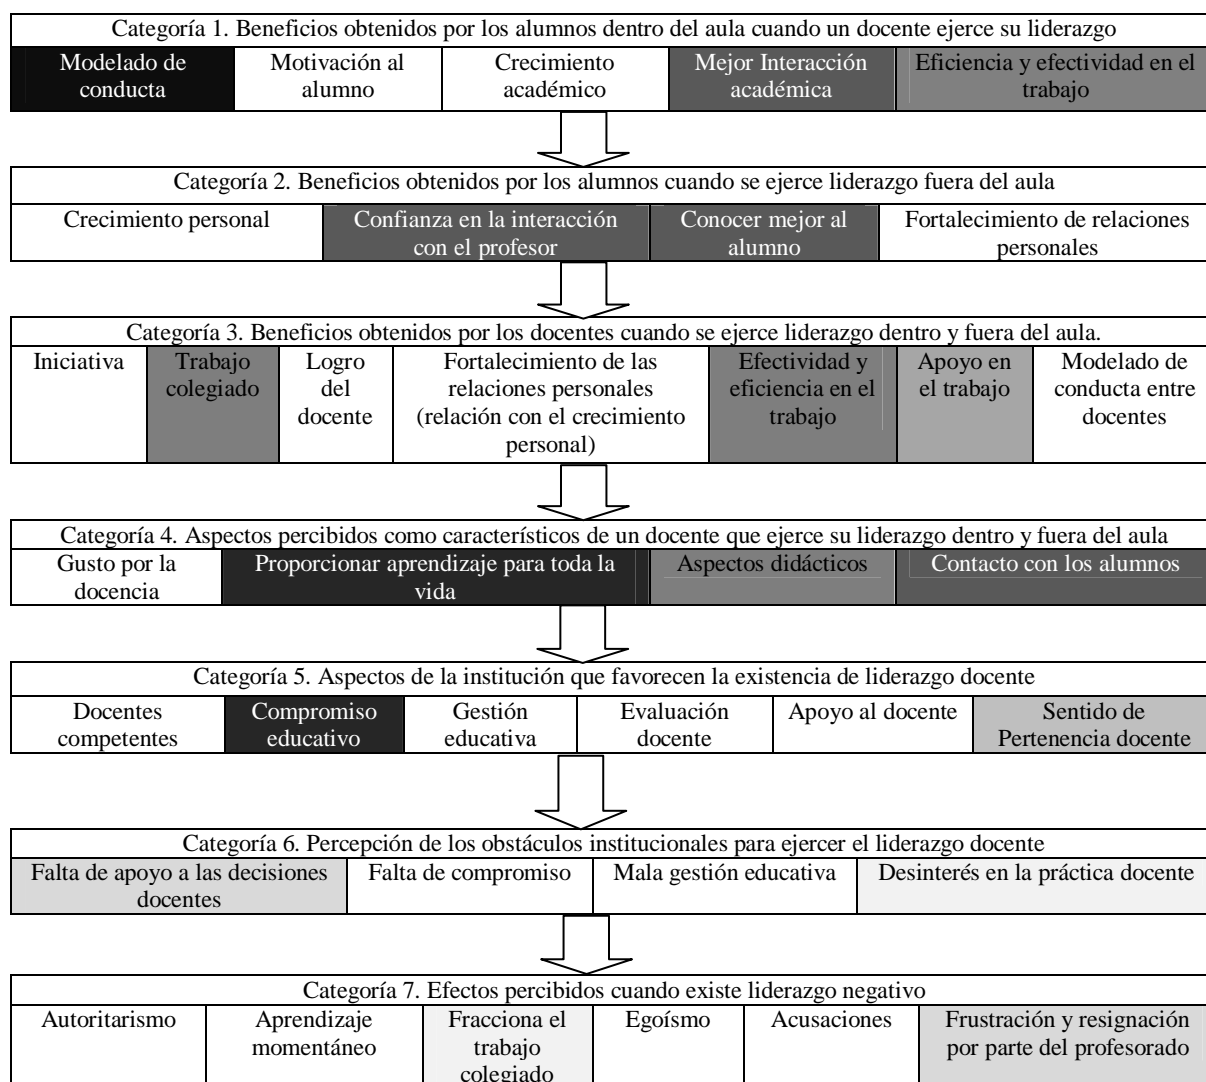 Categoría 1. Beneficios obtenidos por los alumnos dentro del aula cuando un docente ejerce su liderazgo
Modelado de
conducta
Motivación al
alumno
Crecimiento
académico
Mejor Interacción
académica
Eficiencia y efectividad en el
trabajo
Categoría 2. Beneficios obtenidos por los alumnos cuando se ejerce liderazgo fuera del aula
Crecimiento personal
Confianza en la interacción
con el profesor
Conocer mejor al
alumno
Fortalecimiento de relaciones
personales
Categoría 3. Beneficios obtenidos por los docentes cuando se ejerce liderazgo dentro y fuera del aula.
Iniciativa
Trabajo
colegiado
Logro
del
docente
Fortalecimiento de las
relaciones personales
(relación con el crecimiento
personal)
Efectividad y
eficiencia en el
trabajo
Apoyo en
el trabajo
Modelado de
conducta entre
docentes
Categoría 4. Aspectos percibidos como característicos de un docente que ejerce su liderazgo dentro y fuera del aula
Gusto por la
docencia
Proporcionar aprendizaje para toda la
vida
Aspectos didácticos
Contacto con los alumnos
Categoría 5. Aspectos de la institución que favorecen la existencia de liderazgo docente
Docentes
competentes
Compromiso
educativo
Gestión
educativa
Evaluación
docente
Apoyo al docente
Sentido de
Pertenencia docente
Categoría 6. Percepción de los obstáculos institucionales para ejercer el liderazgo docente
Falta de apoyo a las decisiones
docentes
Falta de compromiso
Mala gestión educativa
Desinterés en la práctica docente
Categoría 7. Efectos percibidos cuando existe liderazgo negativo
Autoritarismo
Aprendizaje
momentáneo
Fracciona el
trabajo
colegiado
Egoísmo
Acusaciones
Frustración y resignación
por parte del profesorado